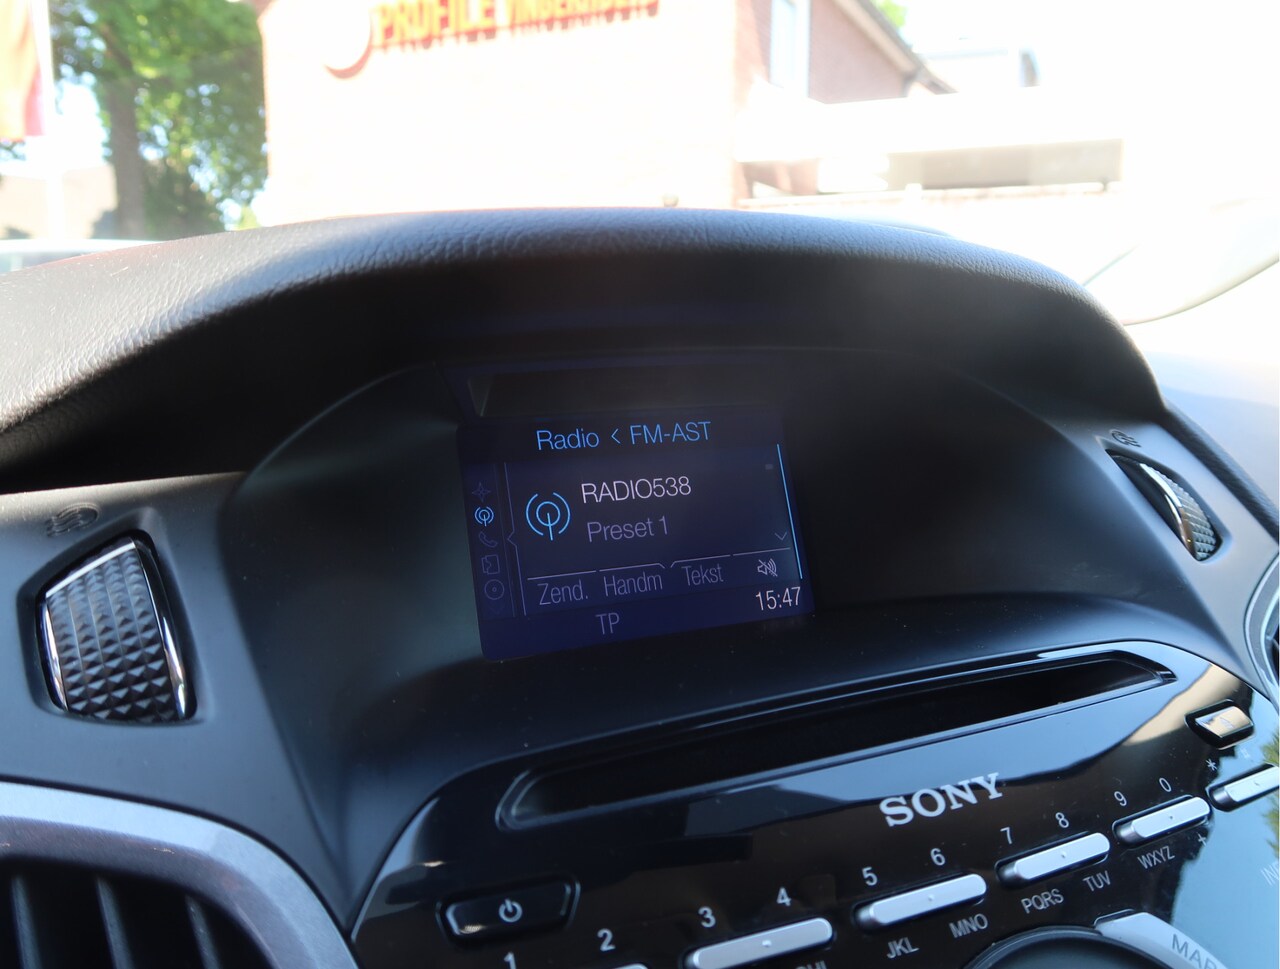 PROFILE
Radio < FM-AST
RADIO538
Preset 1
Zend. Handm Tekst
15:47
TP
SONY
1 2 3 4 5 6 7 8 9 0 *
JKL MNO PQRS TUV WXYZ +